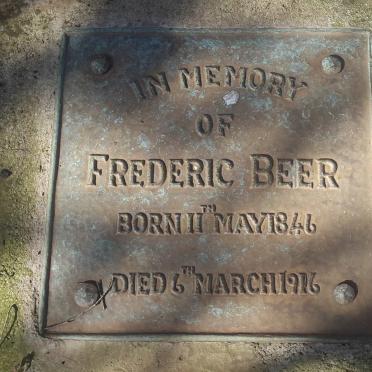 IN MEMORY
OF
FREDERIC BEER
BORN 11TH MAY 1846
DIED 6TH MARCH 1916